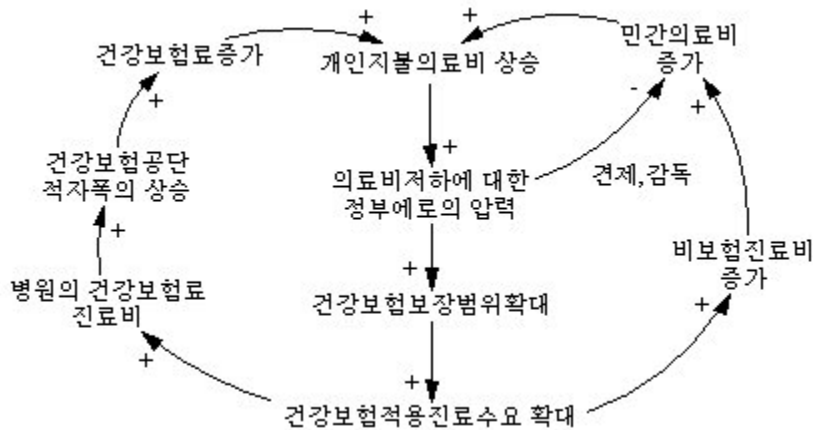 +
+
건강보험료증가
개인지불의료비 상승
민간의료비
증가
+
-
+
+
건강보험공단
적자폭의 상승
의료비저하에 대한
정부에로의 압력
견제,감독
+
비보험진료비
증가
+
병원의 건강보험료
진료비
건강보험보장범위확대
+
+
+
건강보험적용진료수요 확대